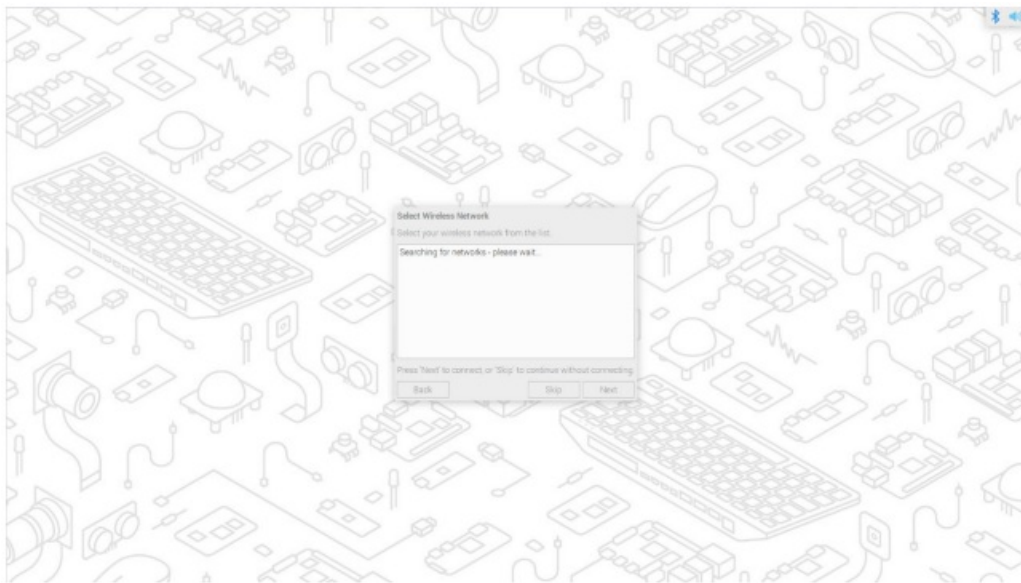 Select Wireless Network
Select your wireless network from the list.
Searching for networks - please wait...
Press 'Next' to connect, or 'Skip' to continue without connecting
Back
Skip
Next